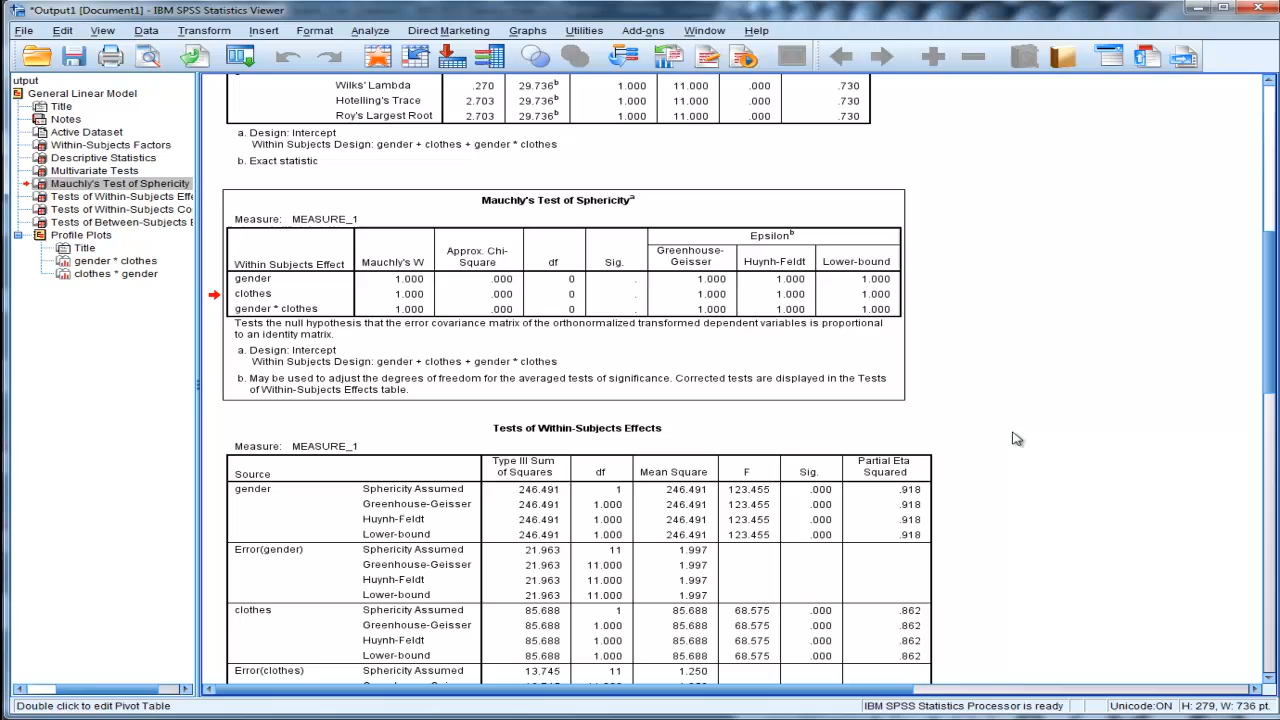 *Output1 [Document1] - IBM SPSS Statistics Viewer
File Edit View Data Transform Insert Format Analyze Direct Marketing Graphs Utilities Add-ons Window Help
utput
General Linear Model
Title
Notes
Active Dataset
Within-Subjects Factors
Descriptive Statistics
Multivariate Tests
Mauchly's Test of Sphericity
Tests of Within-Subjects Effe
Tests of Within-Subjects Co
Tests of Between-Subjects E
Profile Plots
Title
gender * clothes
clothes * gender
Wilks' Lambda .270 29.736b 1.000 11.000 .000 .730
Hotelling's Trace 2.703 29.736b 1.000 11.000 .000 .730
Roy's Largest Root 2.703 29.736b 1.000 11.000 .000 .730
a. Design: Intercept
Within Subjects Design: gender + clothes + gender * clothes
b. Exact statistic
Mauchly's Test of Sphericitya
Measure: MEASURE_1
Within Subjects Effect Mauchly's W Approx. Chi-Square df Sig. Epsilonb
Greenhouse-Geisser Huynh-Feldt Lower-bound
gender 1.000 .000 0 . 1.000 1.000 1.000
clothes 1.000 .000 0 . 1.000 1.000 1.000
gender * clothes 1.000 .000 0 . 1.000 1.000 1.000
Tests the null hypothesis that the error covariance matrix of the orthonormalized transformed dependent variables is proportional
to an identity matrix.
a. Design: Intercept
Within Subjects Design: gender + clothes + gender * clothes
b. May be used to adjust the degrees of freedom for the averaged tests of significance. Corrected tests are displayed in the Tests
of Within-Subjects Effects table.
Tests of Within-Subjects Effects
Measure: MEASURE_1
Source Type III Sum of Squares df Mean Square F Sig. Partial Eta Squared
gender Sphericity Assumed 246.491 1 246.491 123.455 .000 .918
Greenhouse-Geisser 246.491 1.000 246.491 123.455 .000 .918
Huynh-Feldt 246.491 1.000 246.491 123.455 .000 .918
Lower-bound 246.491 1.000 246.491 123.455 .000 .918
Error(gender) Sphericity Assumed 21.963 11 1.997
Greenhouse-Geisser 21.963 11.000 1.997
Huynh-Feldt 21.963 11.000 1.997
Lower-bound 21.963 11.000 1.997
clothes Sphericity Assumed 85.688 1 85.688 68.575 .000 .862
Greenhouse-Geisser 85.688 1.000 85.688 68.575 .000 .862
Huynh-Feldt 85.688 1.000 85.688 68.575 .000 .862
Lower-bound 85.688 1.000 85.688 68.575 .000 .862
Error(clothes) Sphericity Assumed 13.745 11 1.250
Double click to edit Pivot Table
IBM SPSS Statistics Processor is ready
Unicode:ON H: 279, W: 736 pt.